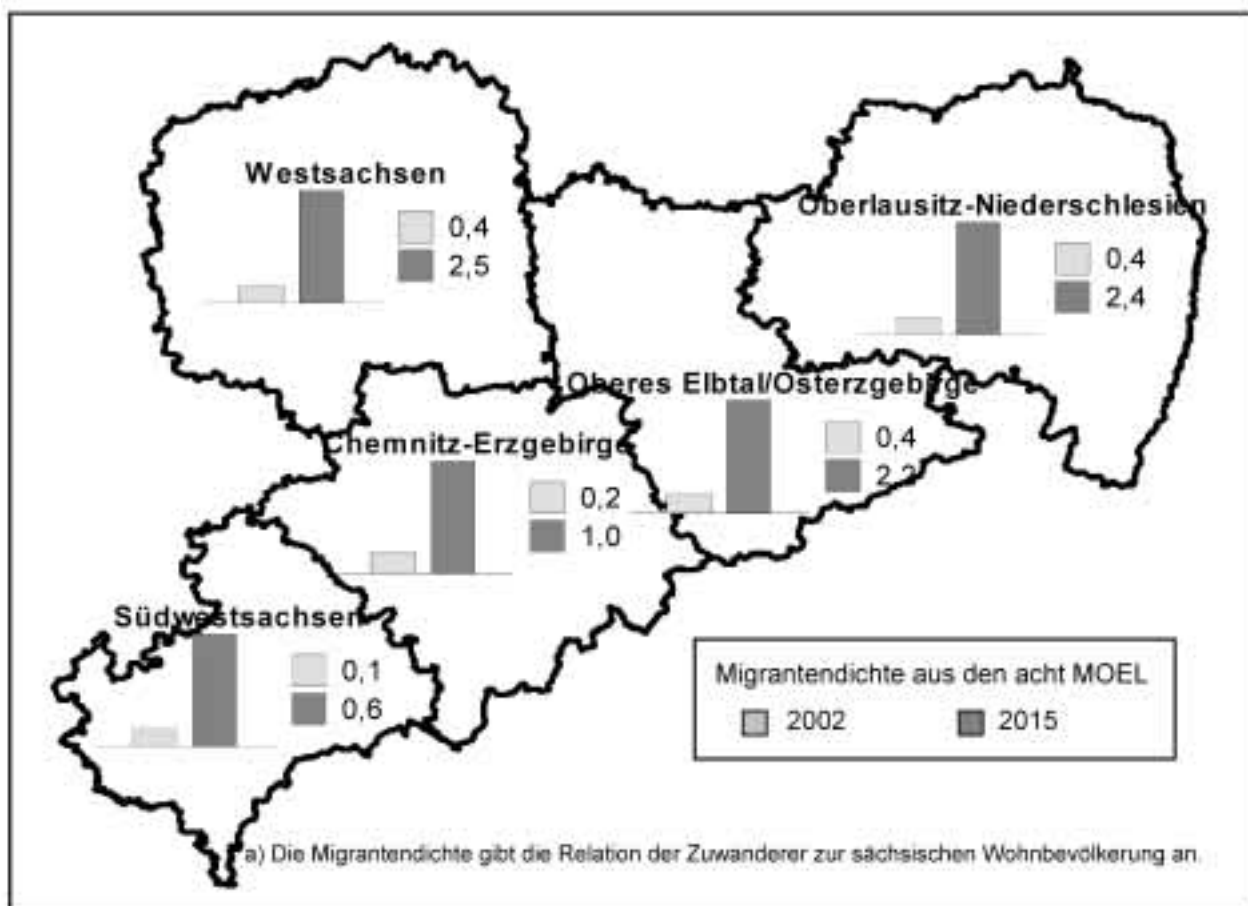 Westsachsen
0,4
2,5
Oberlausitz-Niederschlesien
0,4
2,4
Oberes Elbtal/Osterzgebirge
0,4
2,2
Chemnitz-Erzgebirge
0,2
1,0
Südwestsachsen
0,1
0,6
Migrantendichte aus den acht MOEL
2002 2015
a) Die Migrantendichte gibt die Relation der Zuwanderer zur sächsischen Wohnbevölkerung an.